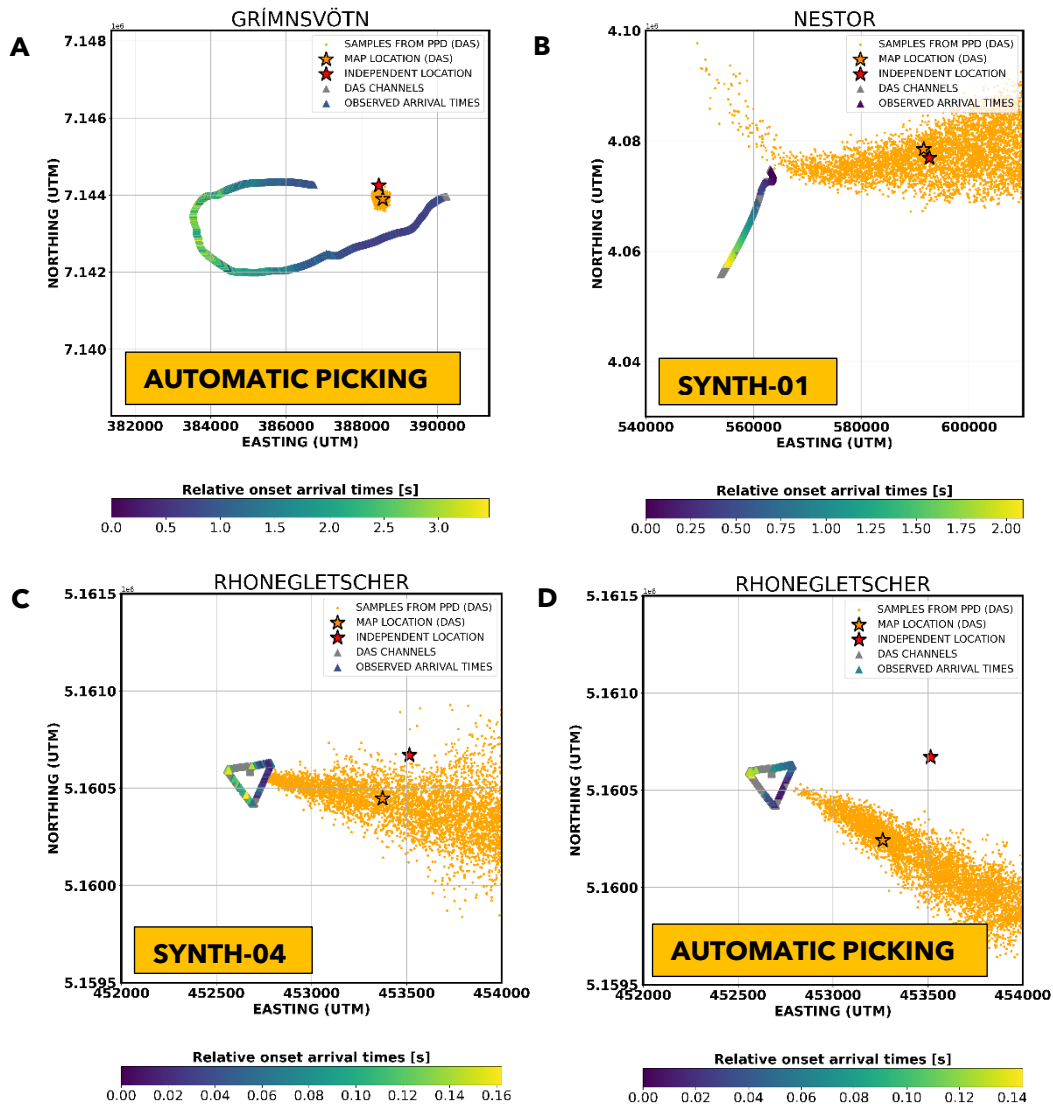 A
GRÍMNSVÖTN
1e6
7.148
7.146
7.144
7.142
7.140
NORTHING (UTM)
SAMPLES FROM PPD (DAS)
MAP LOCATION (DAS)
INDEPENDENT LOCATION
DAS CHANNELS
OBSERVED ARRIVAL TIMES
AUTOMATIC PICKING
382000 384000 386000 388000 390000
EASTING (UTM)
Relative onset arrival times [s]
0.0 0.5 1.0 1.5 2.0 2.5 3.0
B
NESTOR
1e6
4.10
4.08
4.06
4.04
NORTHING (UTM)
SAMPLES FROM PPD (DAS)
MAP LOCATION (DAS)
INDEPENDENT LOCATION
DAS CHANNELS
OBSERVED ARRIVAL TIMES
SYNTH-01
540000 560000 580000 600000
EASTING (UTM)
Relative onset arrival times [s]
0.00 0.25 0.50 0.75 1.00 1.25 1.50 1.75 2.00
C
RHONEGLETSCHER
1e6
5.1615
5.1610
5.1605
5.1600
5.1595
NORTHING (UTM)
SAMPLES FROM PPD (DAS)
MAP LOCATION (DAS)
INDEPENDENT LOCATION
DAS CHANNELS
OBSERVED ARRIVAL TIMES
SYNTH-04
452000 452500 453000 453500 454000
EASTING (UTM)
Relative onset arrival times [s]
0.00 0.02 0.04 0.06 0.08 0.10 0.12 0.14 0.16
D
RHONEGLETSCHER
1e6
5.1615
5.1610
5.1605
5.1600
5.1595
NORTHING (UTM)
SAMPLES FROM PPD (DAS)
MAP LOCATION (DAS)
INDEPENDENT LOCATION
DAS CHANNELS
OBSERVED ARRIVAL TIMES
AUTOMATIC PICKING
452000 452500 453000 453500 454000
EASTING (UTM)
Relative onset arrival times [s]
0.00 0.02 0.04 0.06 0.08 0.10 0.12 0.14